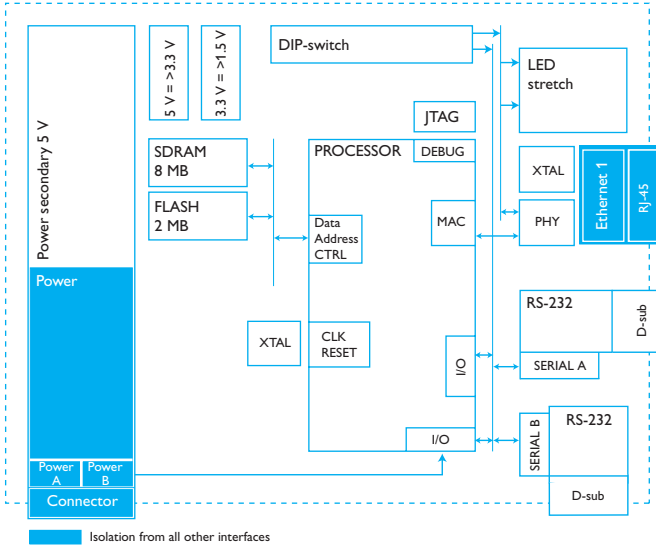 Power secondary 5 V
5 V = >3.3 V
3.3 V = >1.5 V
DIP-switch
LED
stretch
JTAG
SDRAM
8 MB
PROCESSOR
DEBUG
XTAL
Ethernet 1
RJ-45
FLASH
2 MB
Data
Address
CTRL
MAC
PHY
Power
RS-232
D-sub
XTAL
CLK
RESET
I/O
SERIAL A
I/O
SERIAL B
RS-232
D-sub
Power
A
Power
B
Connector
Isolation from all other interfaces